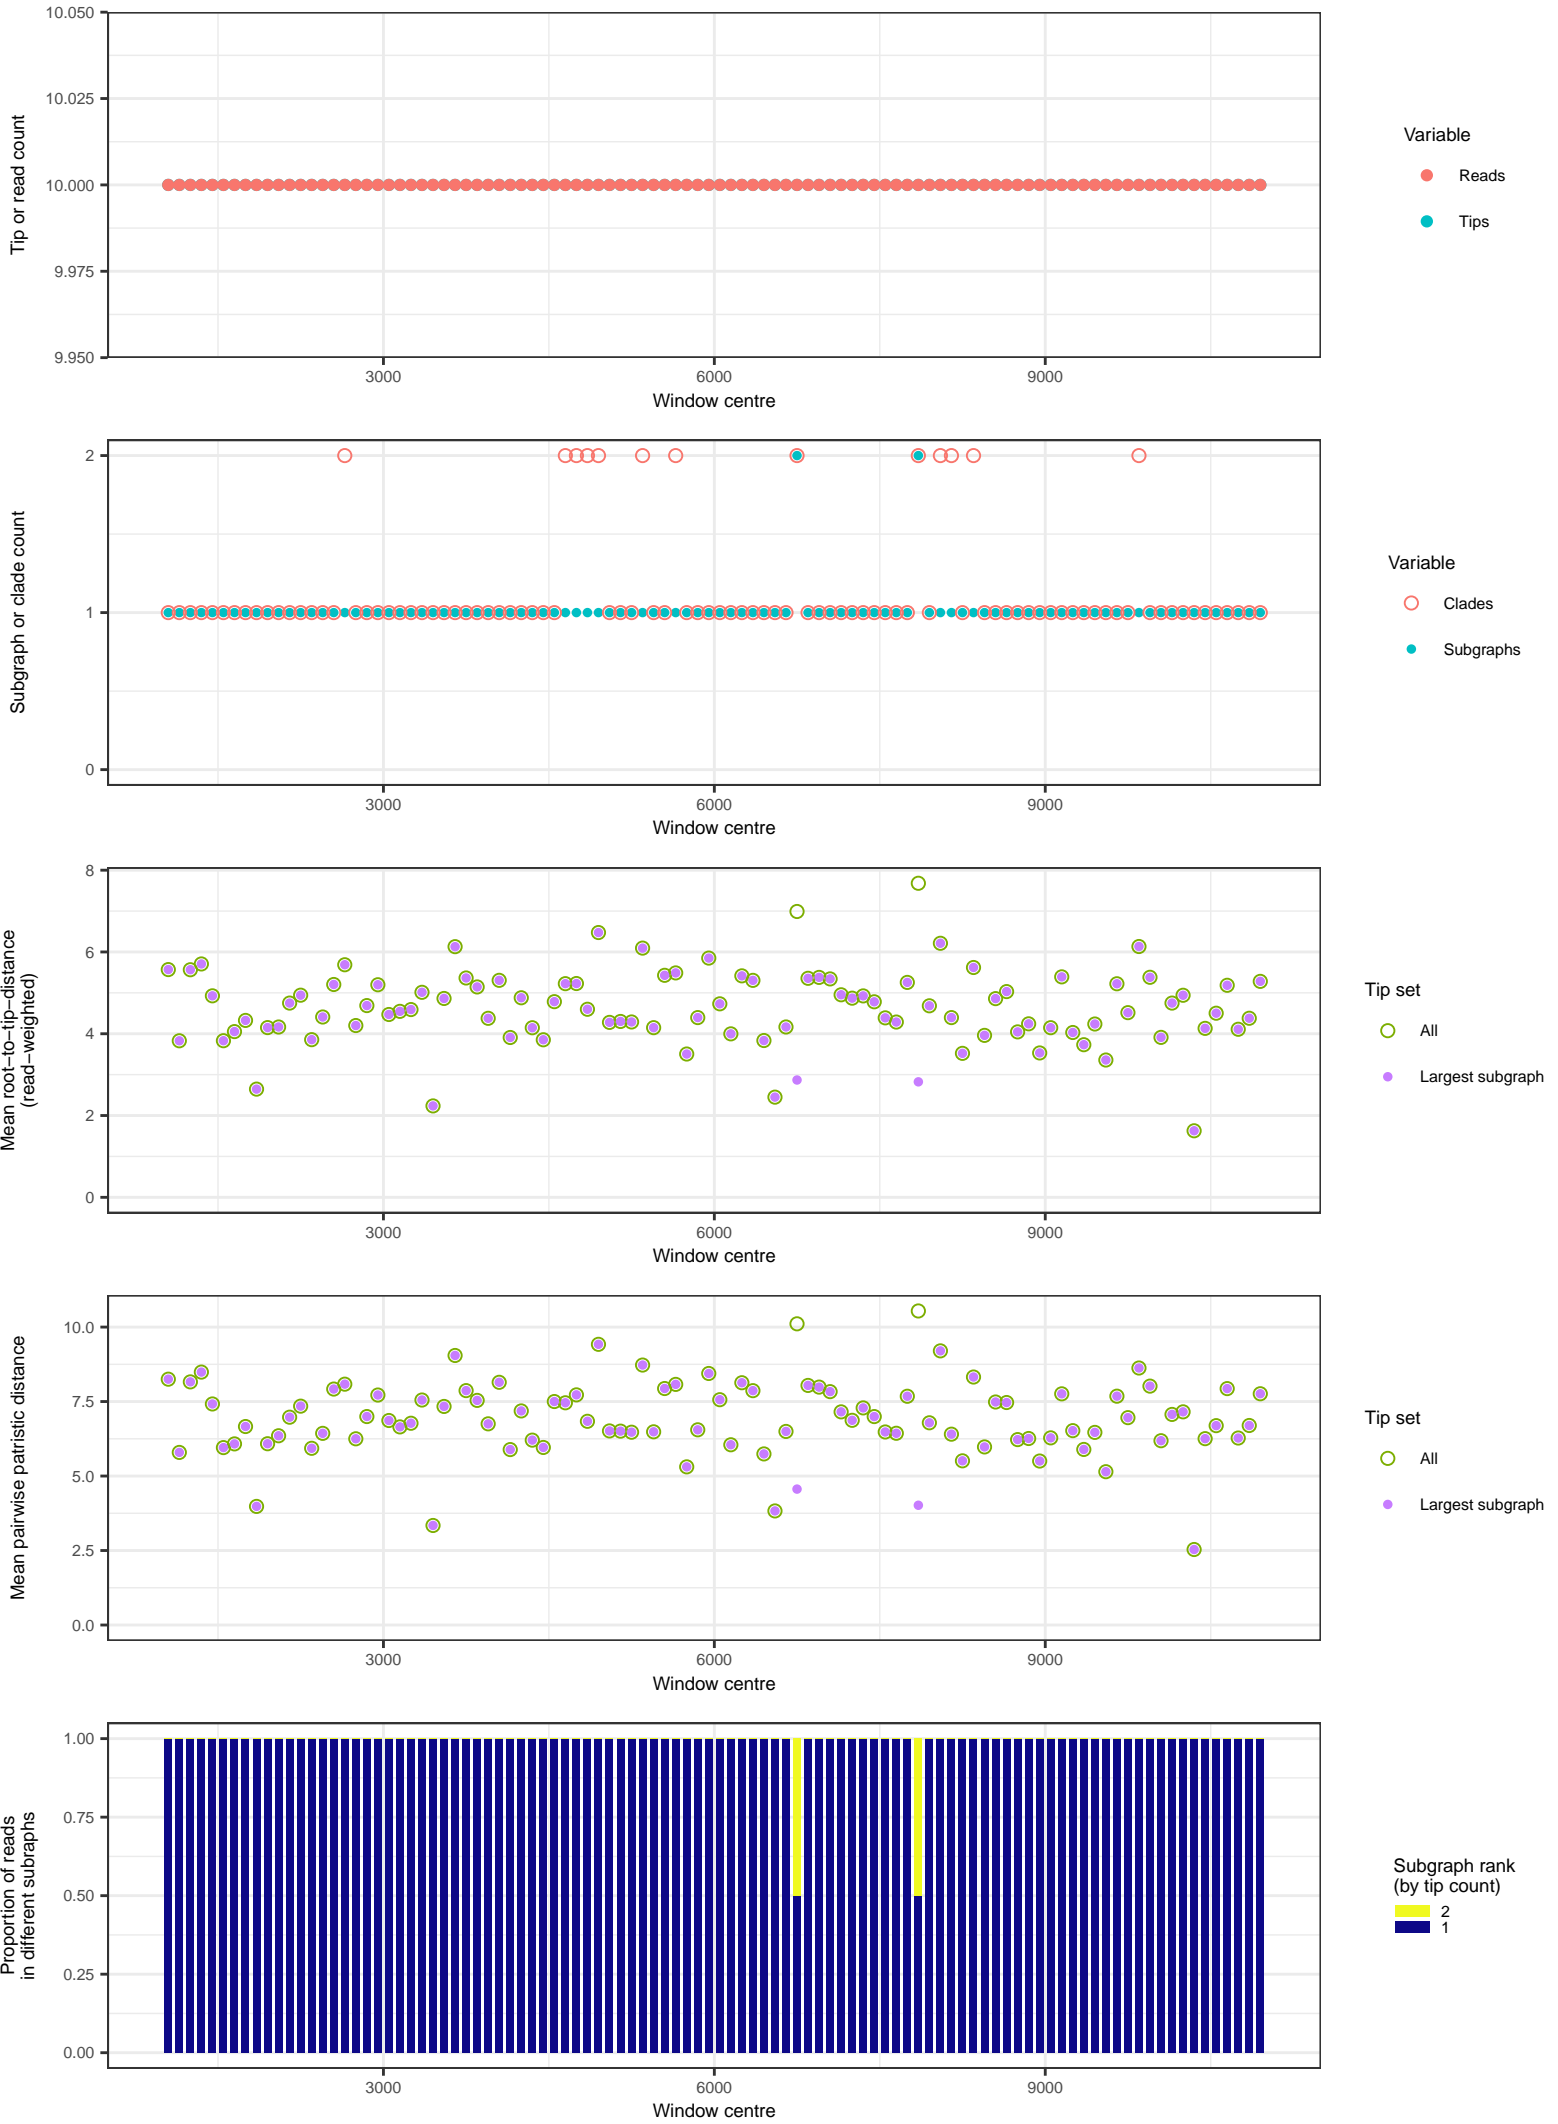 10.050
10.025
10.000
9.975
9.950
Tip or read count
3000
6000
9000
Window centre
Variable
Reads
Tips
2
1
0
Subgraph or clade count
3000
6000
9000
Window centre
Variable
Clades
Subgraphs
8
6
4
2
0
Mean root−to−tip−distance
(read−weighted)
3000
6000
9000
Window centre
Tip set
All
Largest subgraph
10.0
7.5
5.0
2.5
0.0
Mean pairwise patristic distance
3000
6000
9000
Window centre
Tip set
All
Largest subgraph
1.00
0.75
0.50
0.25
0.00
Proportion of reads
in different subraphs
3000
6000
9000
Window centre
Subgraph rank
(by tip count)
2
1